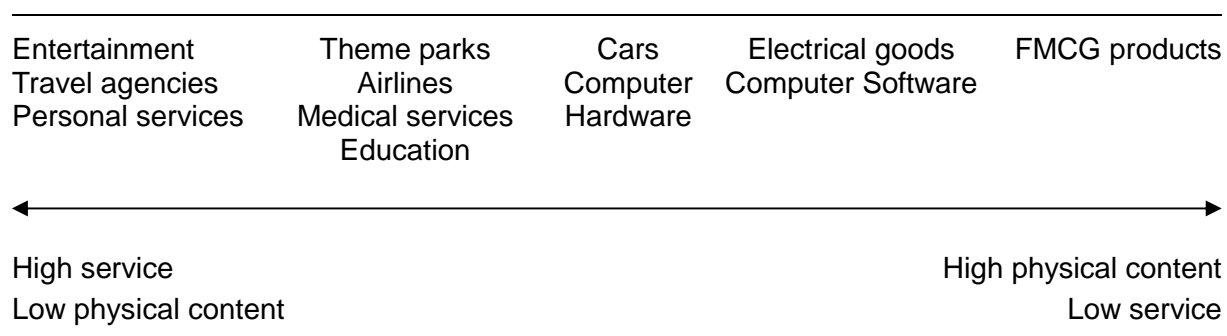 Entertainment Theme parks Cars Electrical goods FMCG products
Travel agencies Airlines Computer Computer Software
Personal services Medical services Hardware
Education
High service High physical content
Low physical content Low service